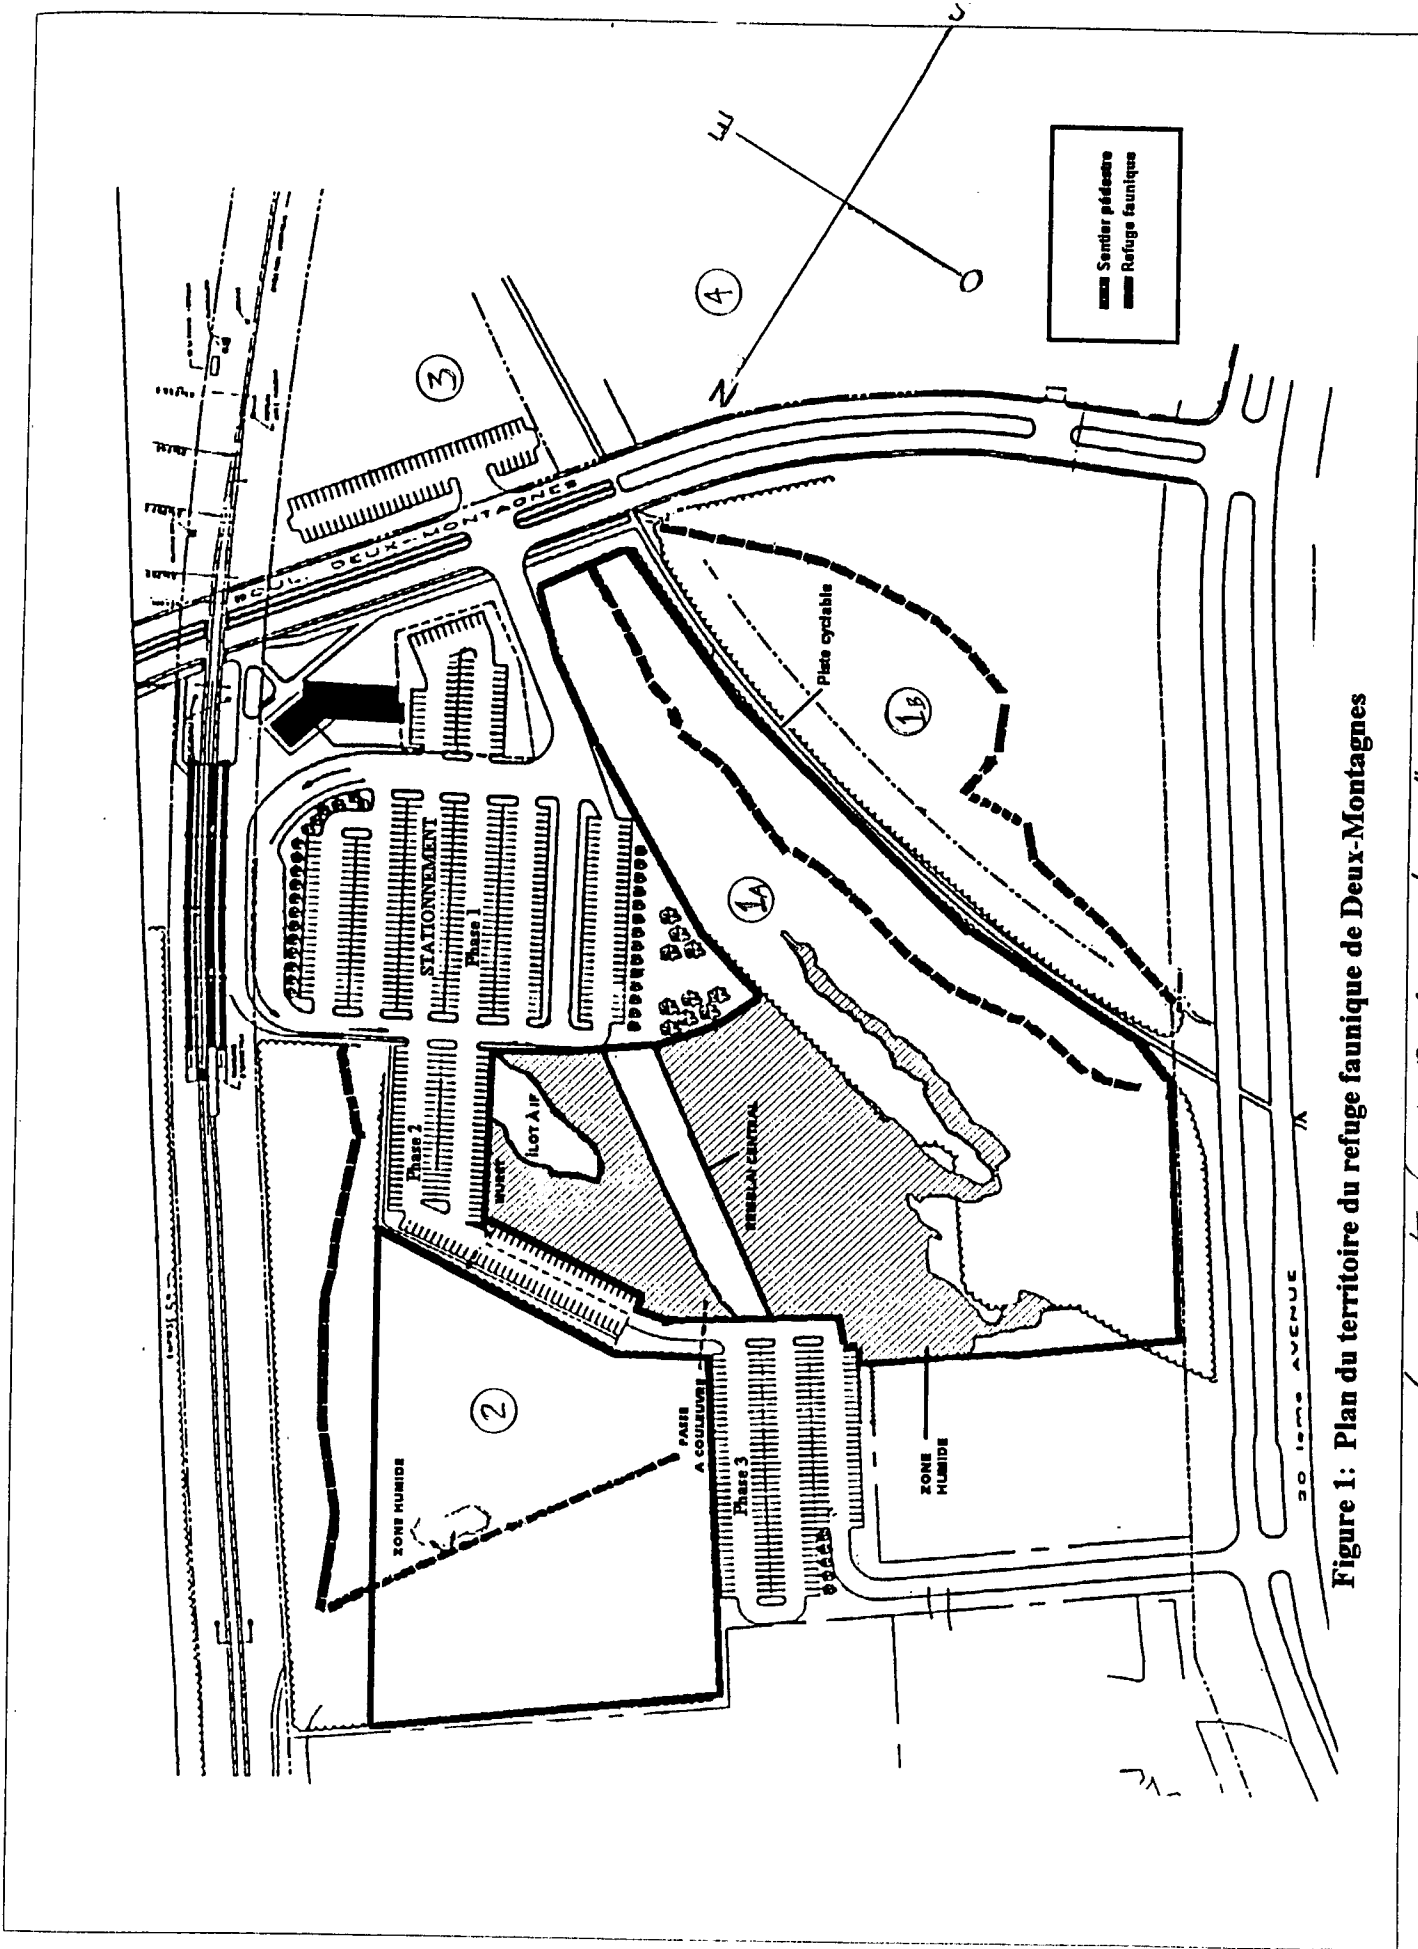 S
E
N
O
Sentier pédestre
Refuge faunique
3
4
BOUL. DEUX-MONTAGNES
Piste cyclable
1B
1A
STATIONNEMENT
Phase 1
Phase 2
ÎLOT À IF
REMBLAI CENTRAL
2
ZONE HUMIDE
PASSE
A COULEUVRE
Phase 3
ZONE
HUMIDE
20 ieme AVENUE
Figure 1: Plan du territoire du refuge faunique de Deux-Montagnes